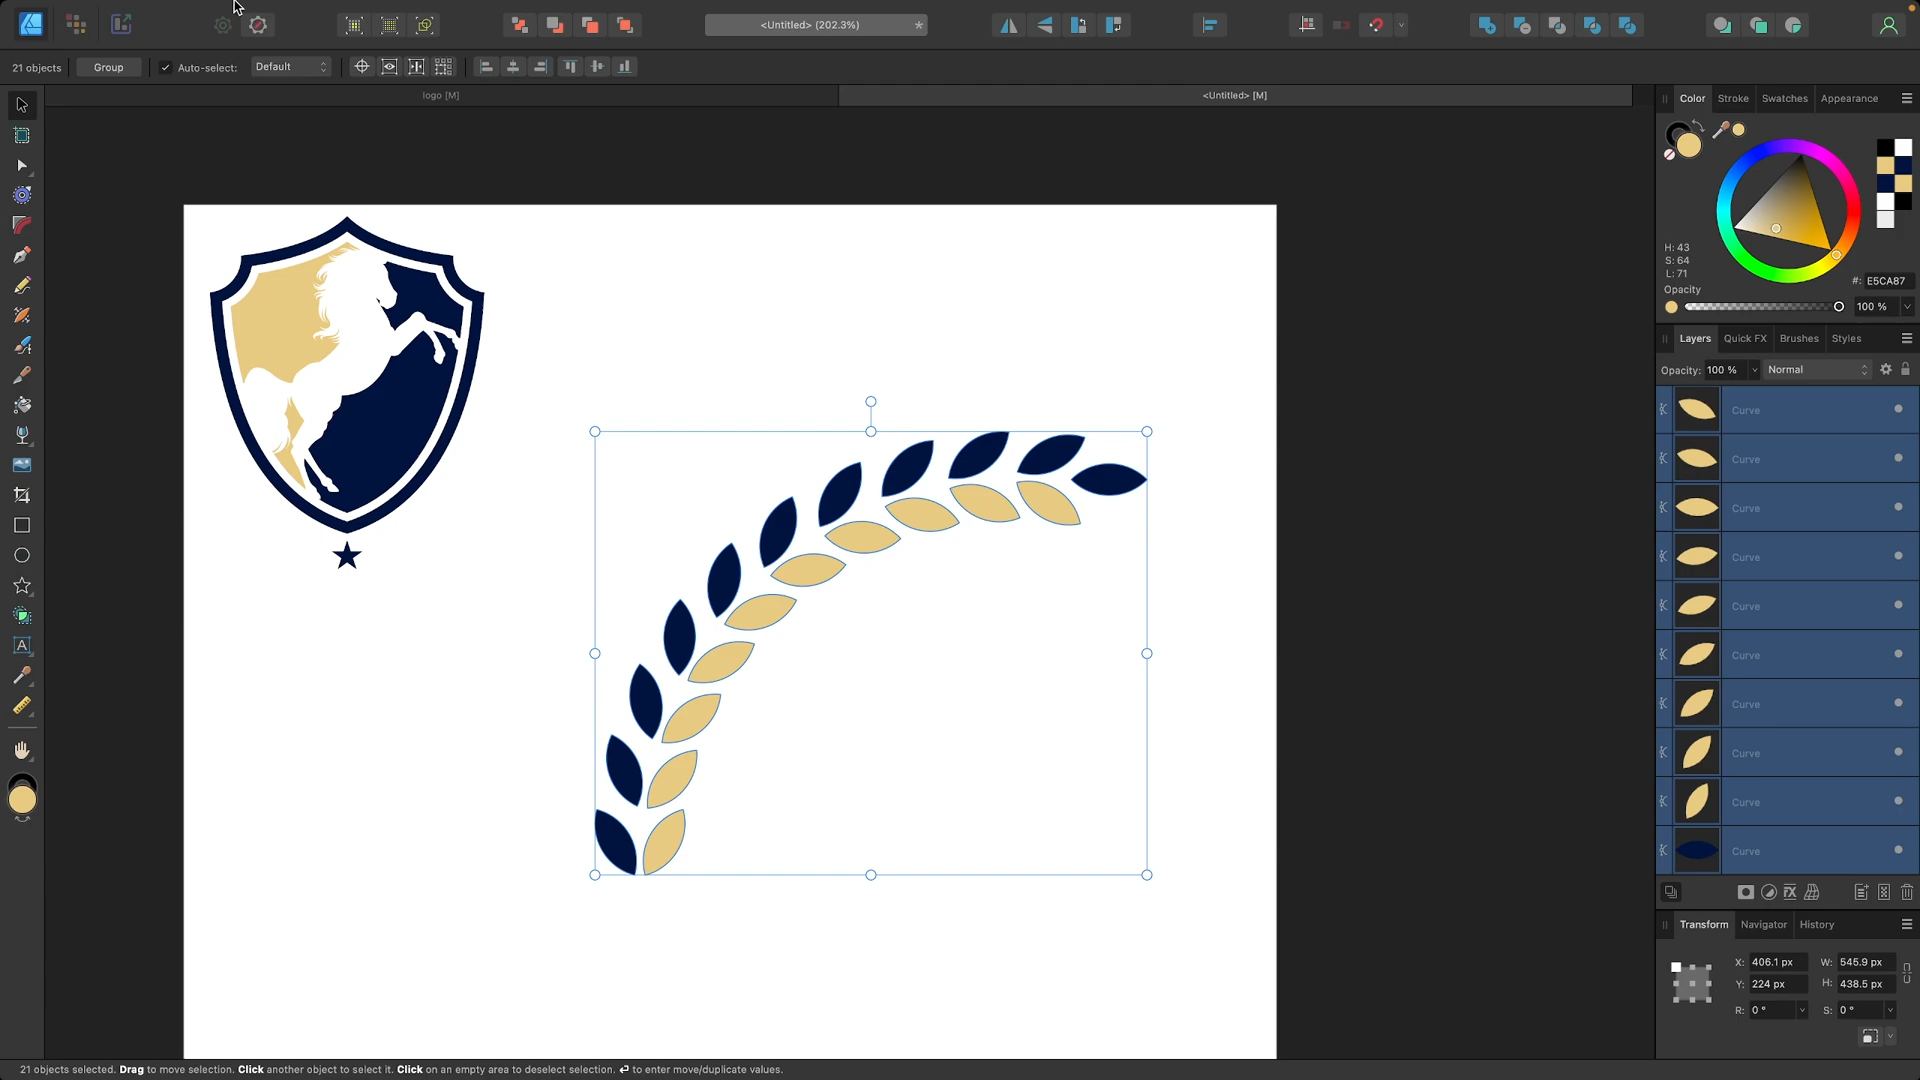 <Untitled> (202.3%)
*
21 objects
Group
Auto-select:
Default
logo [M]
<Untitled> [M]
Color
Stroke
Swatches
Appearance
H: 43
S: 64
L: 71
#: E5CA87
Opacity
100 %
Layers
Quick FX
Brushes
Styles
Opacity: 100 %
Normal
Curve
Curve
Curve
Curve
Curve
Curve
Curve
Curve
Curve
Curve
Transform
Navigator
History
X: 406.1 px
W: 545.9 px
Y: 224 px
H: 438.5 px
R: 0 °
S: 0 °
21 objects selected. Drag to move selection. Click another object to select it. Click on an empty area to deselect selection. ↵ to enter move/duplicate values.